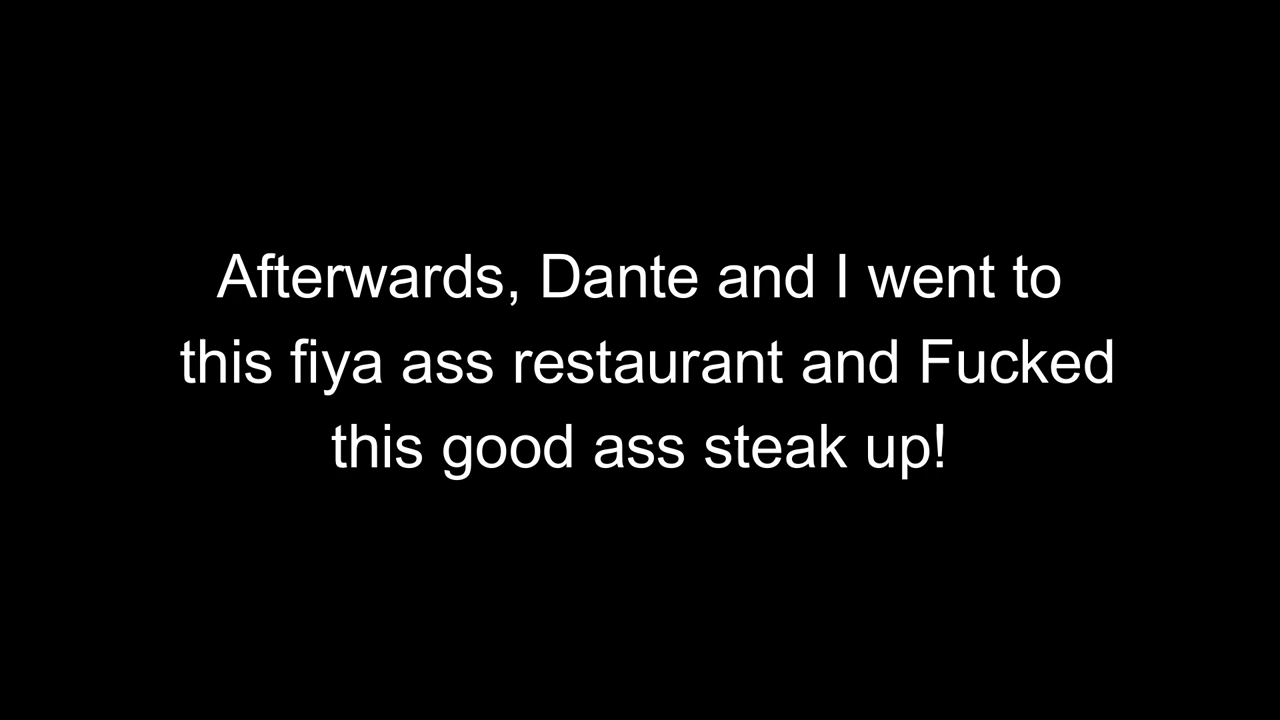 Afterwards, Dante and I went to
this fiya ass restaurant and Fucked
this good ass steak up!